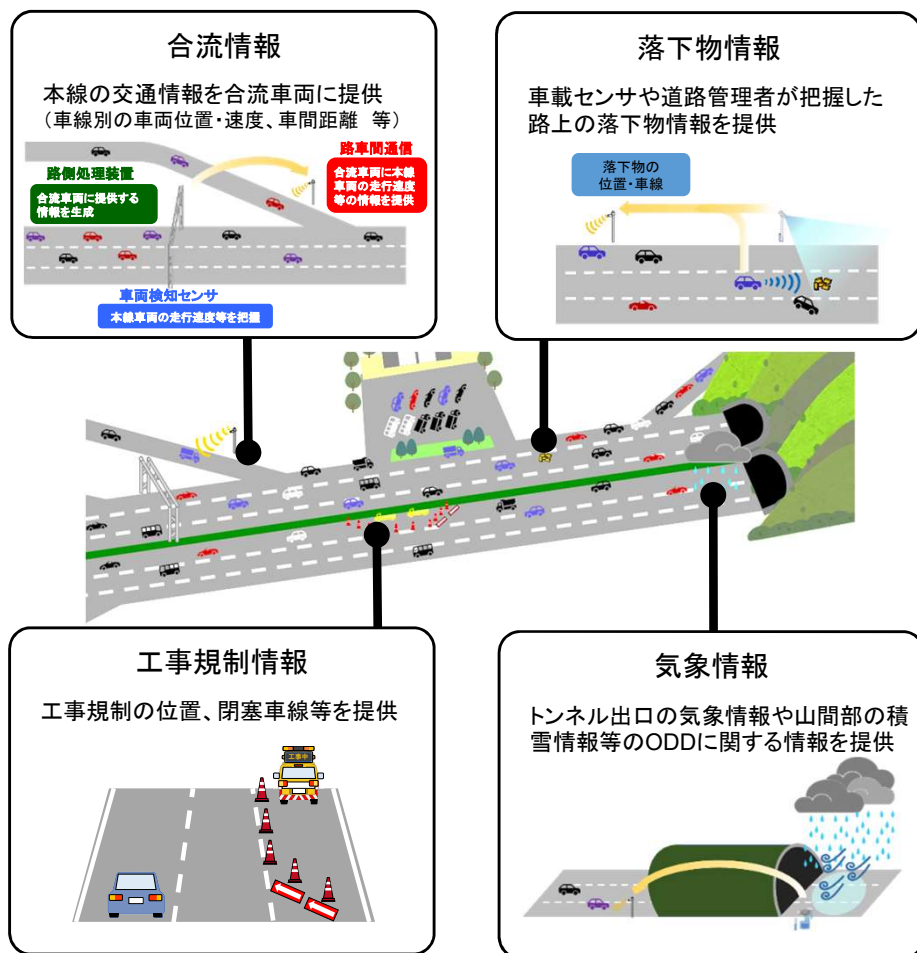 合流情報
本線の交通情報を合流車両に提供
（車線別の車両位置・速度、車間距離　等）
路側処理装置
合流車両に提供する
情報を生成
路車間通信
合流車両に本線
車両の走行速度
等の情報を提供
車両検知センサ
本線車両の走行速度等を把握
落下物情報
車載センサや道路管理者が把握した
路上の落下物情報を提供
落下物の
位置・車線
工事規制情報
工事規制の位置、閉塞車線等を提供
工事中
気象情報
トンネル出口の気象情報や山間部の積
雪情報等のODDに関する情報を提供